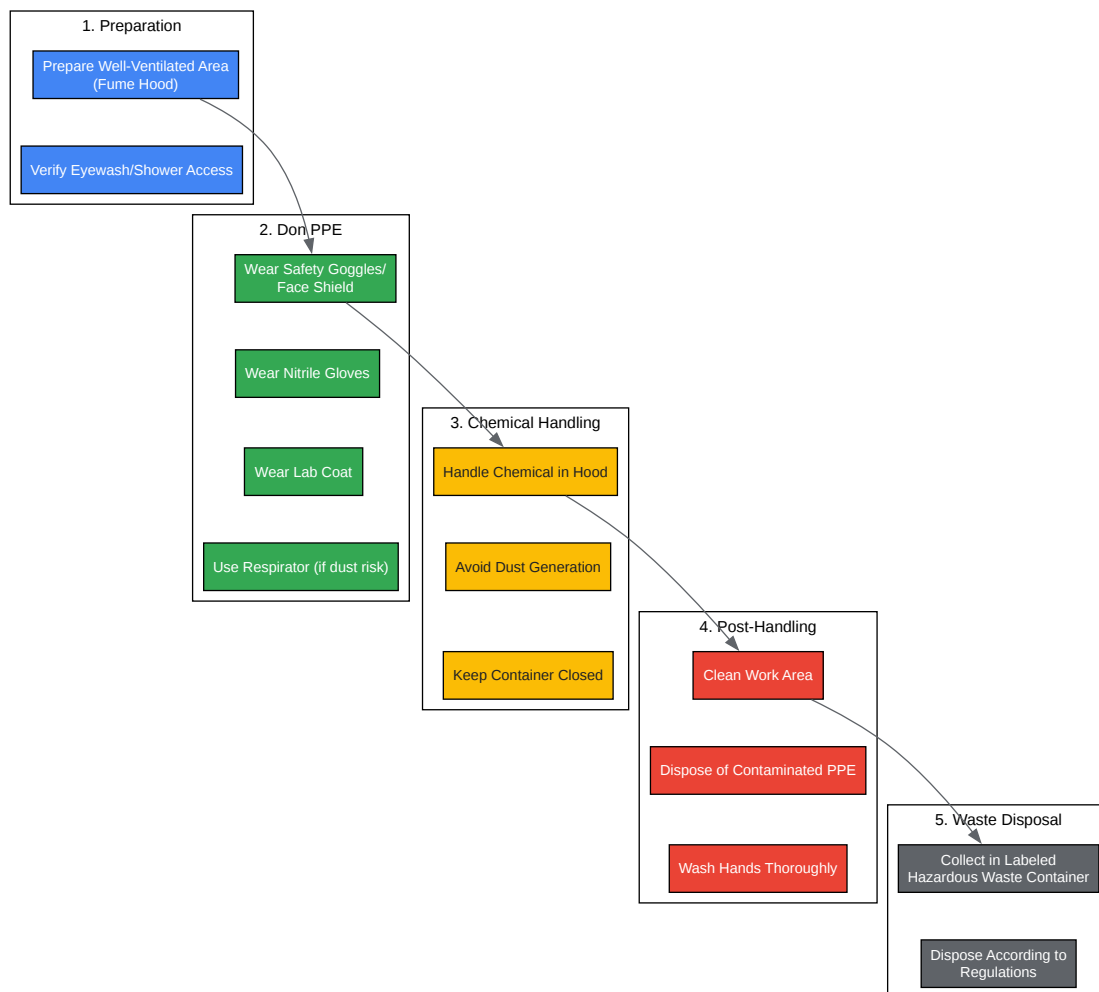 1. Preparation
Prepare Well-Ventilated Area
(Fume Hood)
Verify Eyewash/Shower Access
2. Don PPE
Wear Safety Goggles/
Face Shield
Wear Nitrile Gloves
Wear Lab Coat
Use Respirator (if dust risk)
3. Chemical Handling
Handle Chemical in Hood
Avoid Dust Generation
Keep Container Closed
4. Post-Handling
Clean Work Area
Dispose of Contaminated PPE
Wash Hands Thoroughly
5. Waste Disposal
Collect in Labeled
Hazardous Waste Container
Dispose According to
Regulations